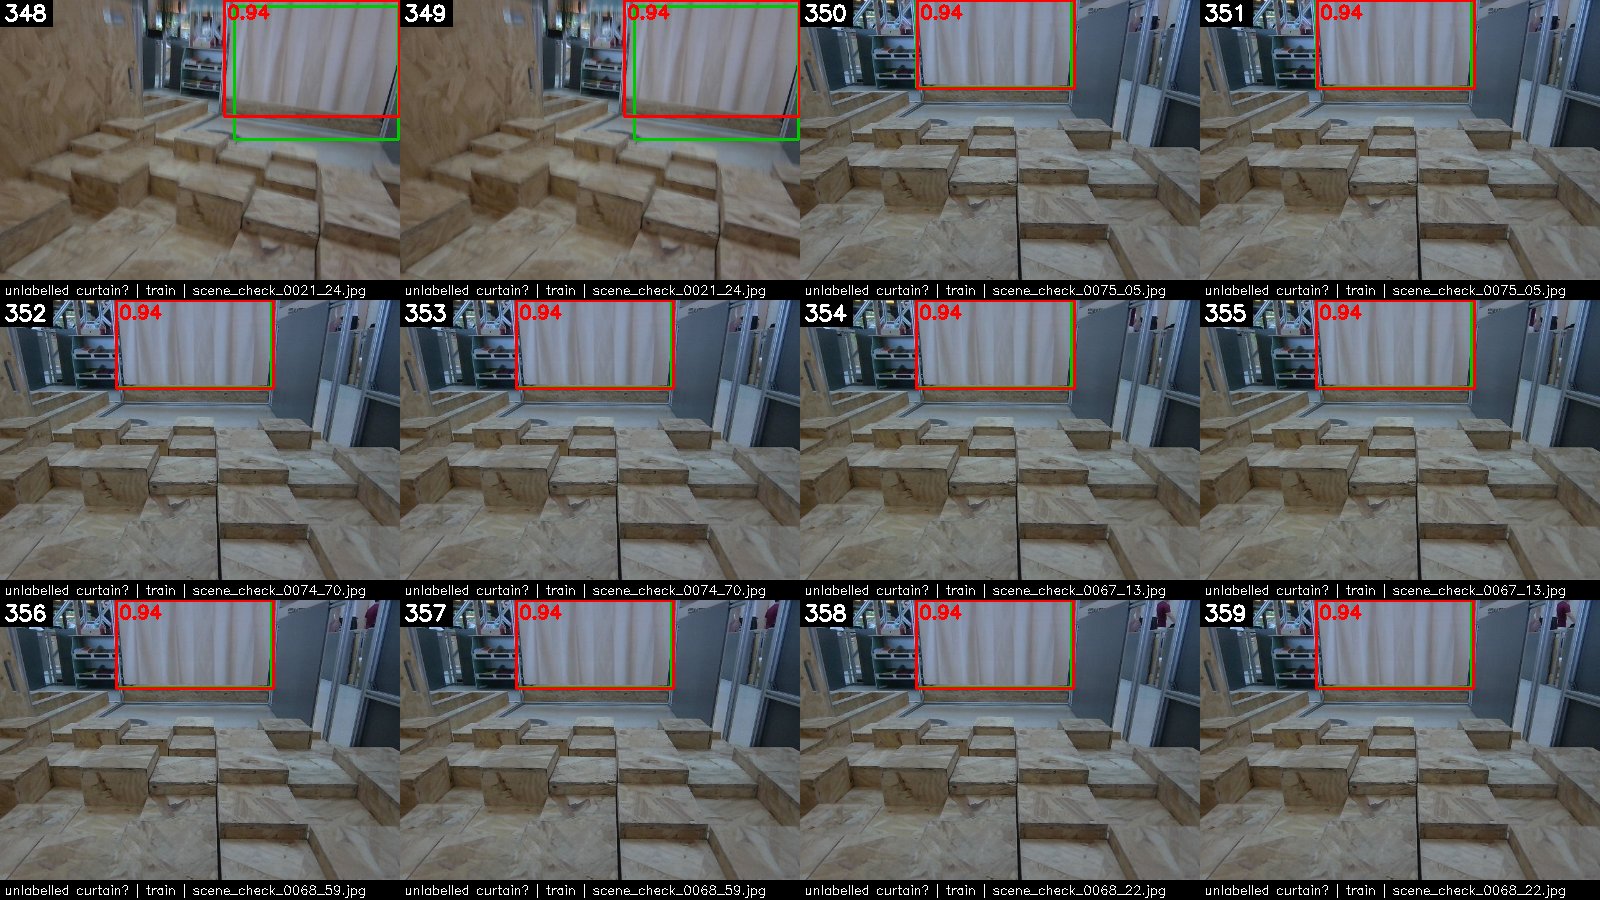 348 0.94 349 0.94 350 0.94 351 0.94
unlabelled curtain? | train | scene_check_0021_24.jpg unlabelled curtain? | train | scene_check_0021_24.jpg unlabelled curtain? | train | scene_check_0075_05.jpg unlabelled curtain? | train | scene_check_0075_05.jpg
352 0.94 353 0.94 354 0.94 355 0.94
unlabelled curtain? | train | scene_check_0074_70.jpg unlabelled curtain? | train | scene_check_0074_70.jpg unlabelled curtain? | train | scene_check_0067_13.jpg unlabelled curtain? | train | scene_check_0067_13.jpg
356 0.94 357 0.94 358 0.94 359 0.94
unlabelled curtain? | train | scene_check_0068_59.jpg unlabelled curtain? | train | scene_check_0068_59.jpg unlabelled curtain? | train | scene_check_0068_22.jpg unlabelled curtain? | train | scene_check_0068_22.jpg